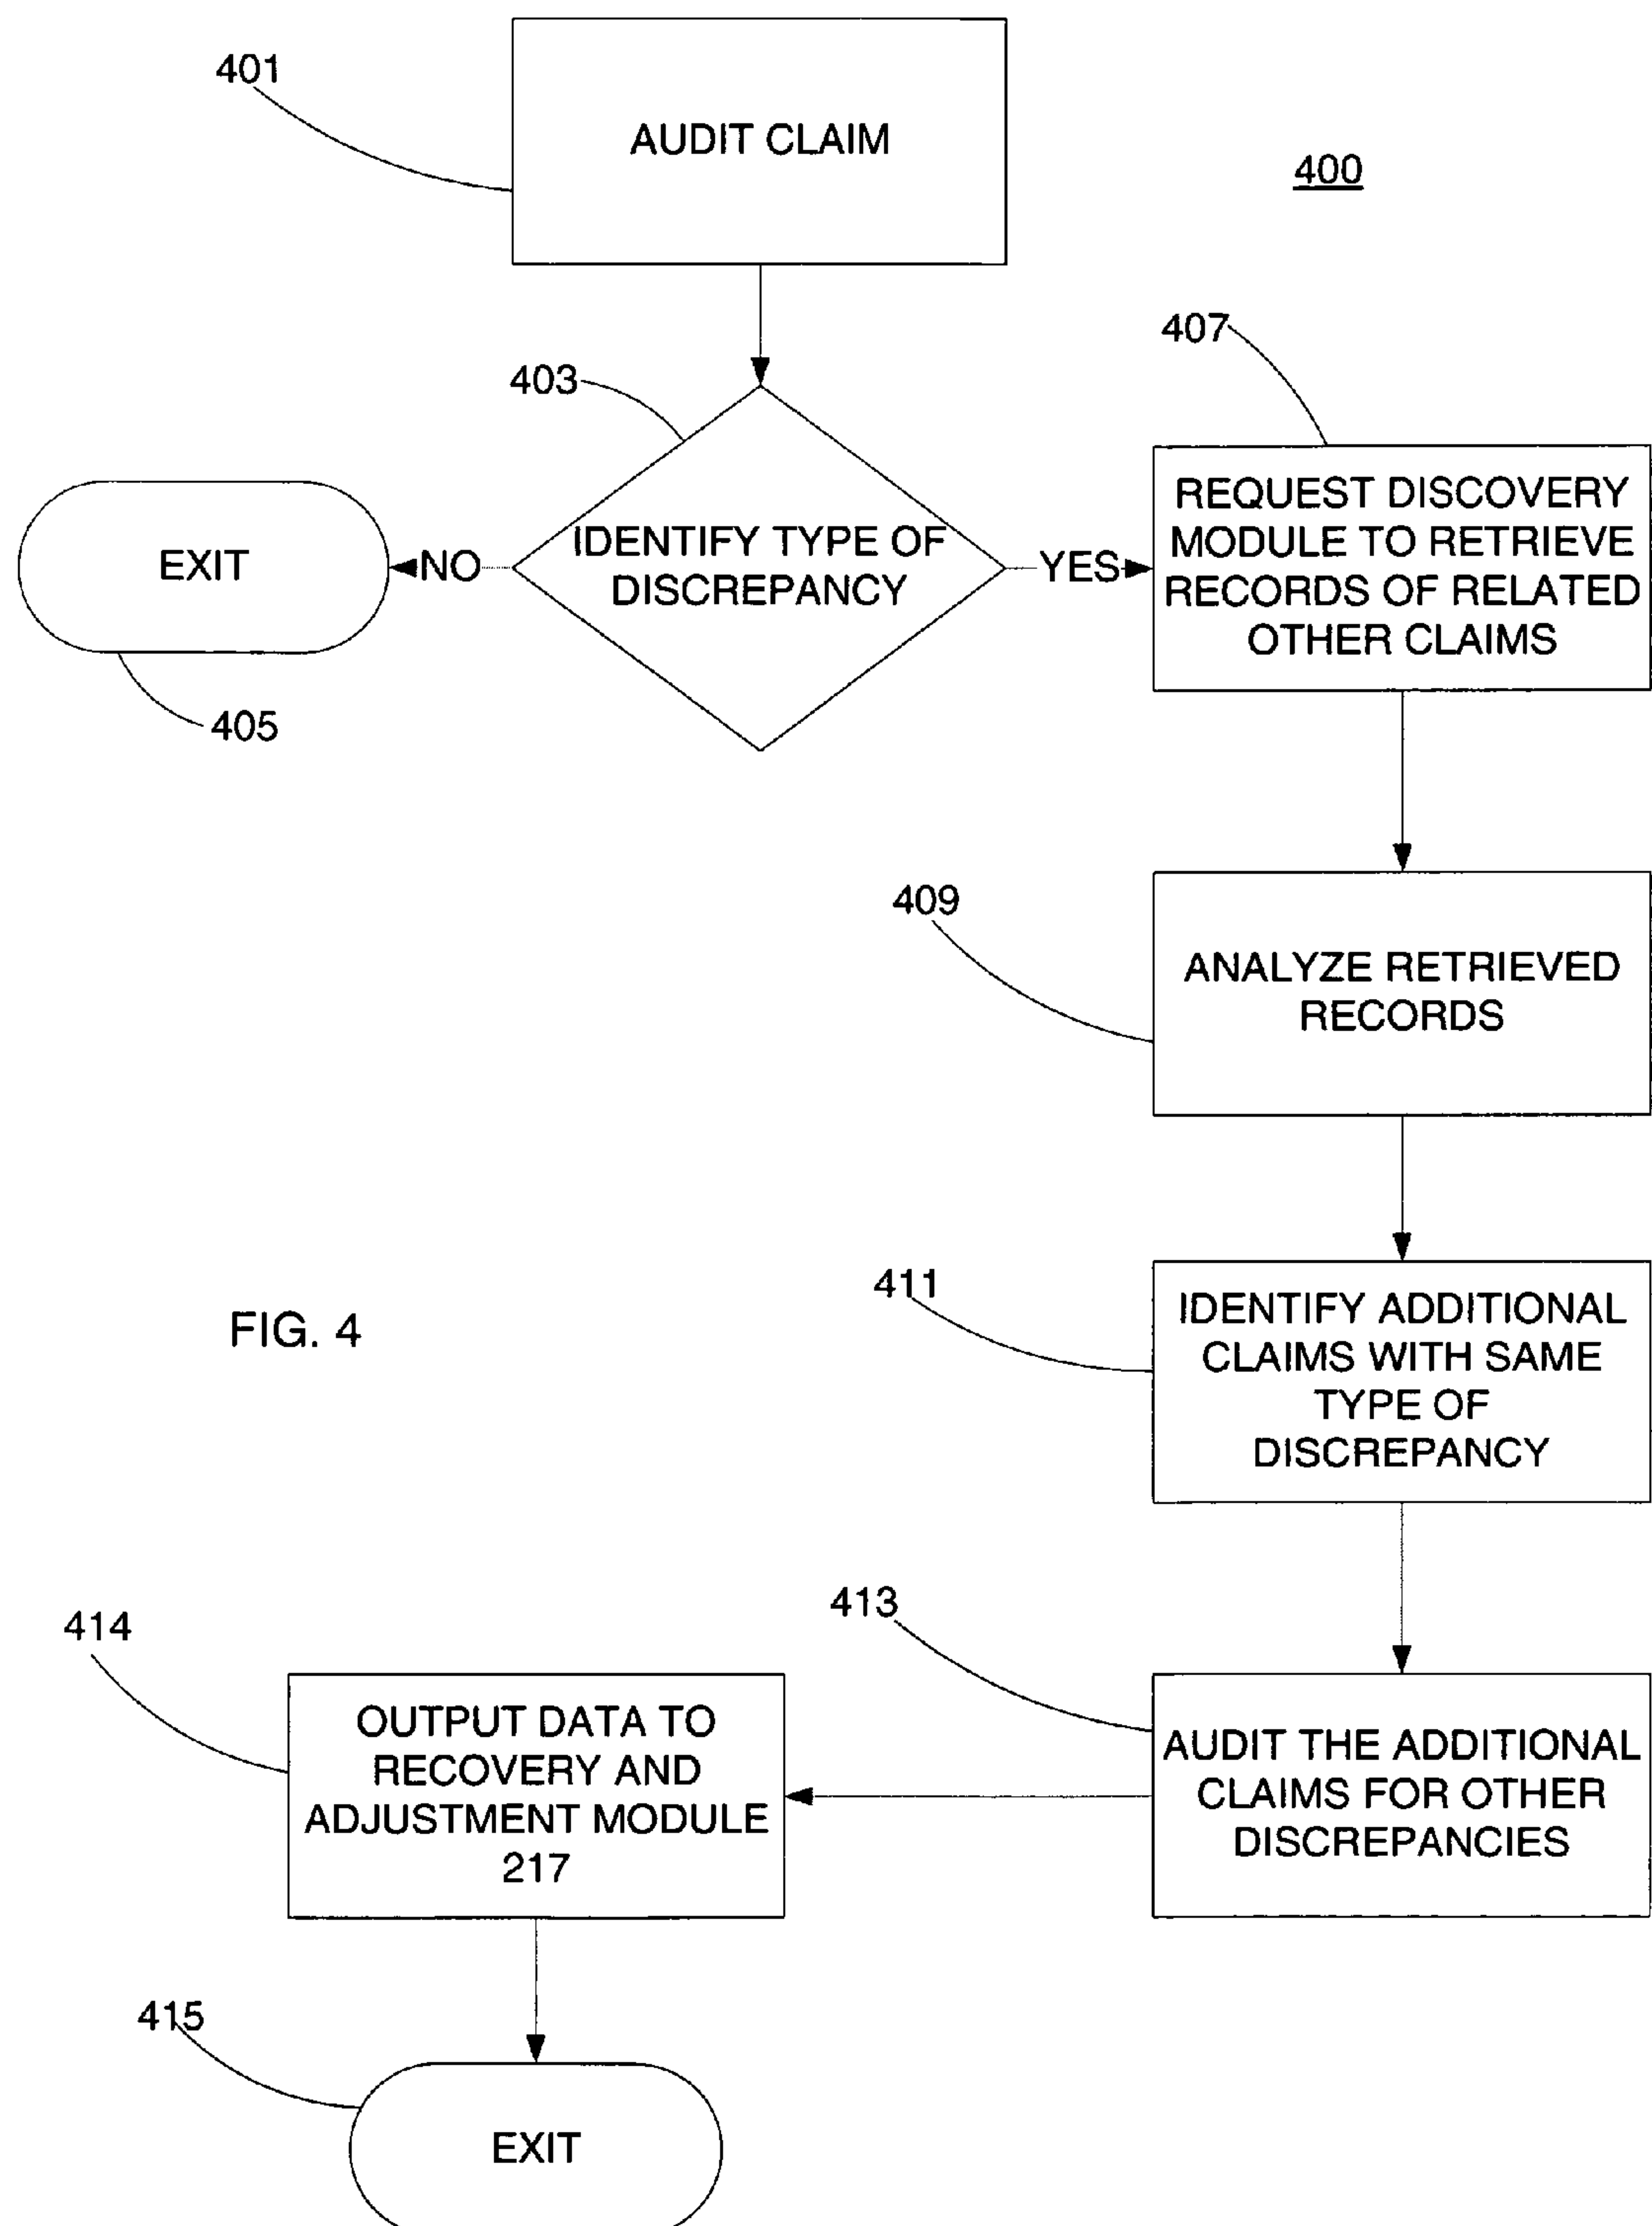 401
AUDIT CLAIM
400
407
403
REQUEST DISCOVERY
MODULE TO RETRIEVE
RECORDS OF RELATED
OTHER CLAIMS
IDENTIFY TYPE OF
DISCREPANCY
EXIT
NO
YES
405
409
ANALYZE RETRIEVED
RECORDS
411
IDENTIFY ADDITIONAL
CLAIMS WITH SAME
TYPE OF
DISCREPANCY
FIG. 4
413
414
AUDIT THE ADDITIONAL
CLAIMS FOR OTHER
DISCREPANCIES
OUTPUT DATA TO
RECOVERY AND
ADJUSTMENT MODULE
217
415
EXIT